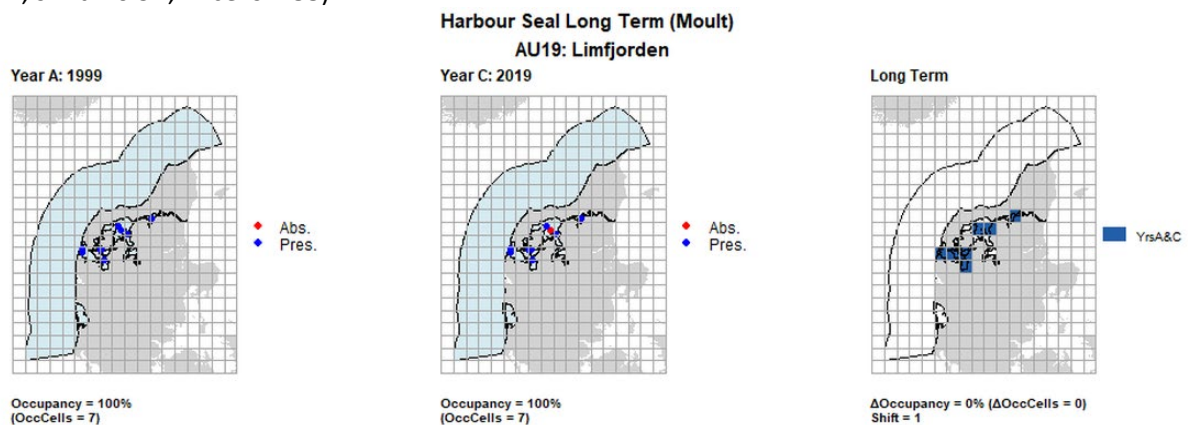 Harbour Seal Long Term (Moult)
AU19: Limfjorden
Year A: 1999
Year C: 2019
Long Term
Abs.
Pres.
Abs.
Pres.
YrsA&C
Occupancy = 100%
(OccCells = 7)
Occupancy = 100%
(OccCells = 7)
ΔOccupancy = 0% (ΔOccCells = 0)
Shift = 1